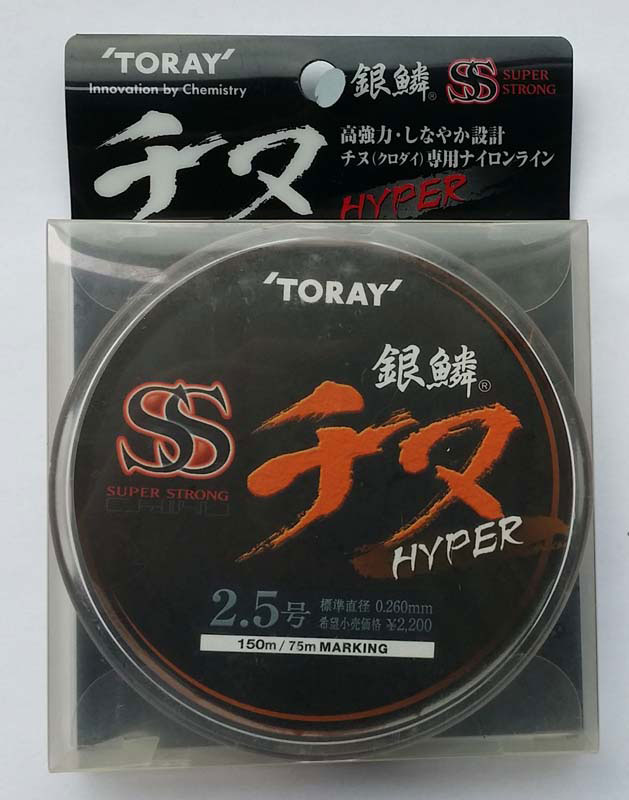 'TORAY'
Innovation by Chemistry
銀鱗® SS SUPER STRONG
高強力・しなやか設計
チヌ(クロダイ)専用ナイロンライン
チヌ
HYPER
'TORAY'
銀鱗®
SS
SUPER STRONG
チヌ
HYPER
2.5号 標準直径 0.260mm
希望小売価格 ¥2,200
150m/75m MARKING